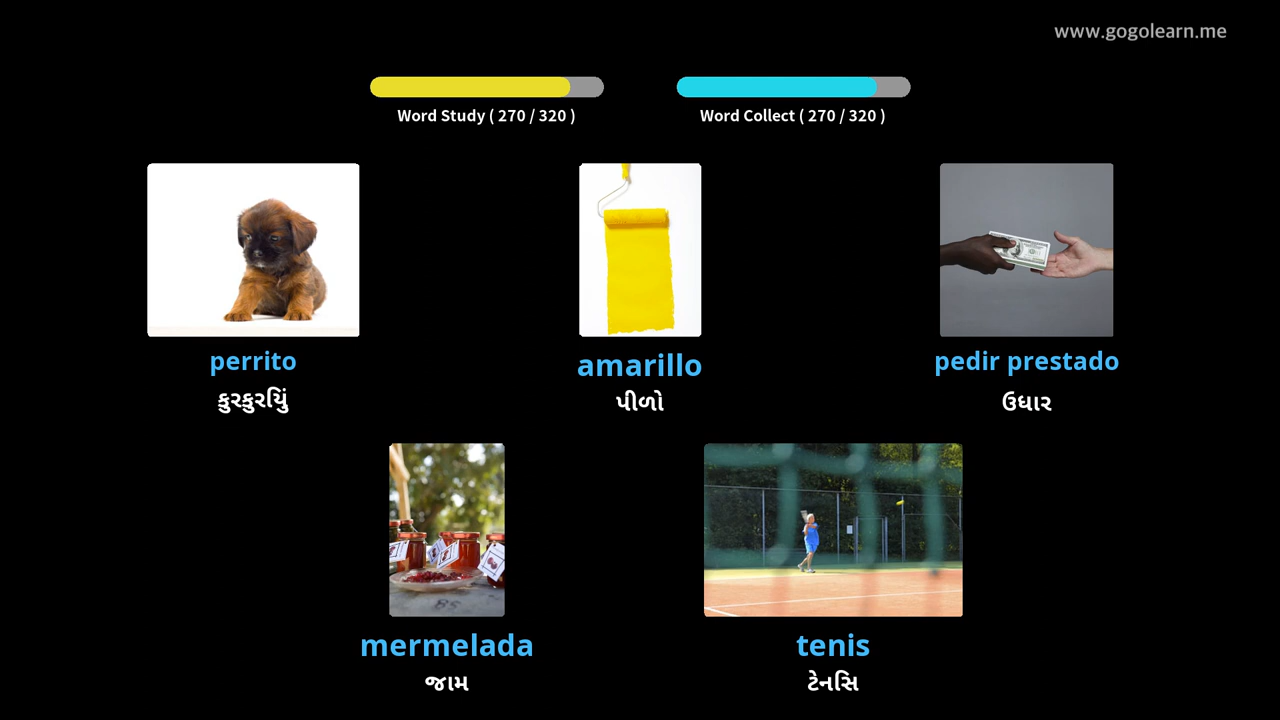 www.gogolearn.me
Word Study ( 270 / 320 )
Word Collect ( 270 / 320 )
perrito
કુરકુરિયું
amarillo
પીળો
pedir prestado
ઉધાર
mermelada
જામ
tenis
ટેનિસ